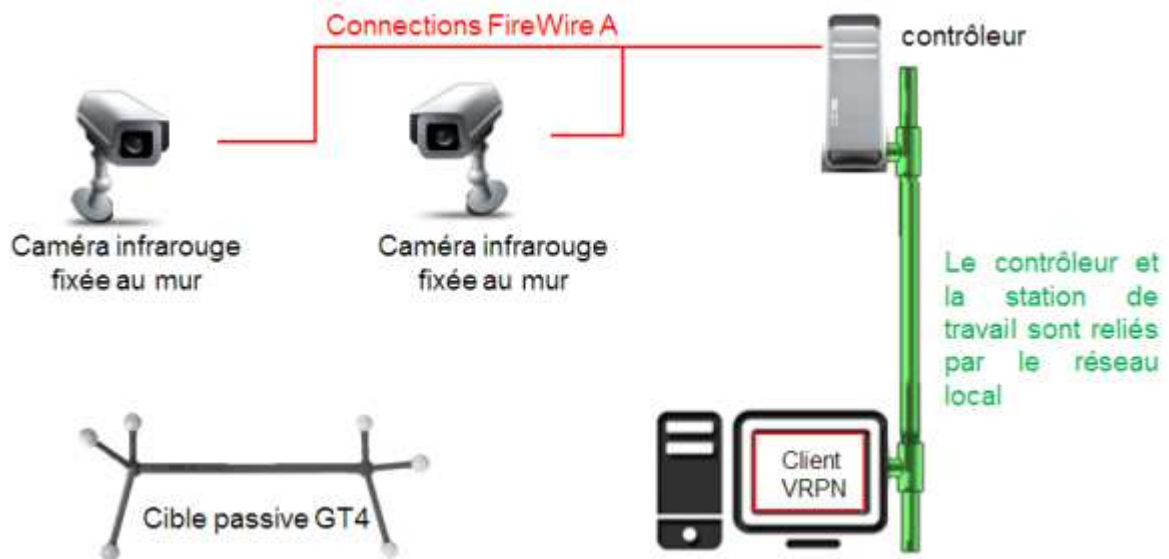 Connections FireWire A
contrôleur
Caméra infrarouge
fixée au mur
Caméra infrarouge
fixée au mur
Le contrôleur et
la station de
travail sont reliés
par le réseau
local
Client
VRPN
Cible passive GT4